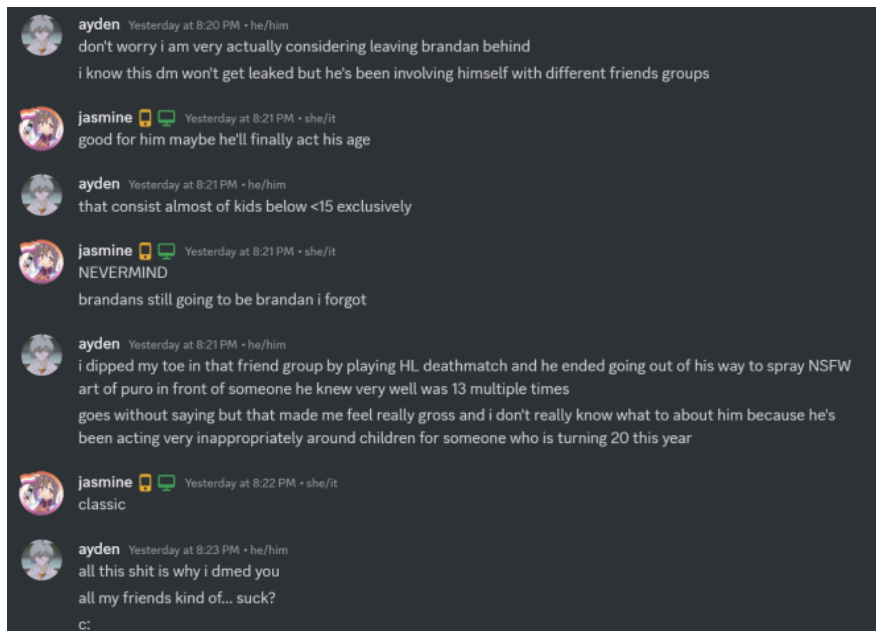 ayden Yesterday at 8:20 PM • he/him
don't worry i am very actually considering leaving brandan behind
i know this dm won't get leaked but he's been involving himself with different friends groups
jasmine Yesterday at 8:21 PM • she/it
good for him maybe he'll finally act his age
ayden Yesterday at 8:21 PM • he/him
that consist almost of kids below <15 exclusively
jasmine Yesterday at 8:21 PM • she/it
NEVERMIND
brandans still going to be brandan i forgot
ayden Yesterday at 8:21 PM • he/him
i dipped my toe in that friend group by playing HL deathmatch and he ended going out of his way to spray NSFW
art of puro in front of someone he knew very well was 13 multiple times
goes without saying but that made me feel really gross and i don't really know what to about him because he's
been acting very inappropriately around children for someone who is turning 20 this year
jasmine Yesterday at 8:22 PM • she/it
classic
ayden Yesterday at 8:23 PM • he/him
all this shit is why i dmed you
all my friends kind of... suck?
c: